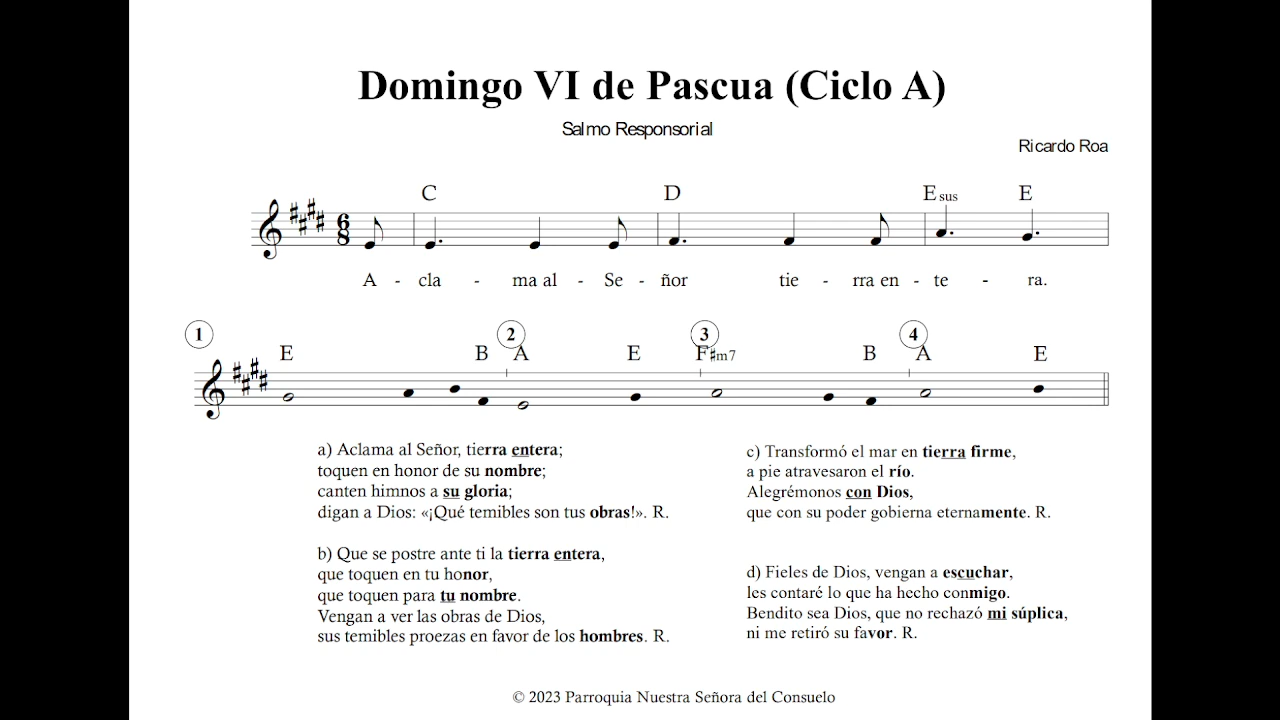 Domingo VI de Pascua (Ciclo A)
Salmo Responsorial
Ricardo Roa
C D Esus E
6
8
A - cla - ma al - Se - ñor tie - rra en - te - ra.
1 2 3 4
E B A E F#m7 B A E
a) Aclama al Señor, tierra entera;
toquen en honor de su nombre;
canten himnos a su gloria;
digan a Dios: «¡Qué temibles son tus obras!». R.
b) Que se postre ante ti la tierra entera,
que toquen en tu honor,
que toquen para tu nombre.
Vengan a ver las obras de Dios,
sus temibles proezas en favor de los hombres. R.
c) Transformó el mar en tierra firme,
a pie atravesaron el río.
Alegrémonos con Dios,
que con su poder gobierna eternamente. R.
d) Fieles de Dios, vengan a escuchar,
les contaré lo que ha hecho conmigo.
Bendito sea Dios, que no rechazó mi súplica,
ni me retiró su favor. R.
© 2023 Parroquia Nuestra Señora del Consuelo